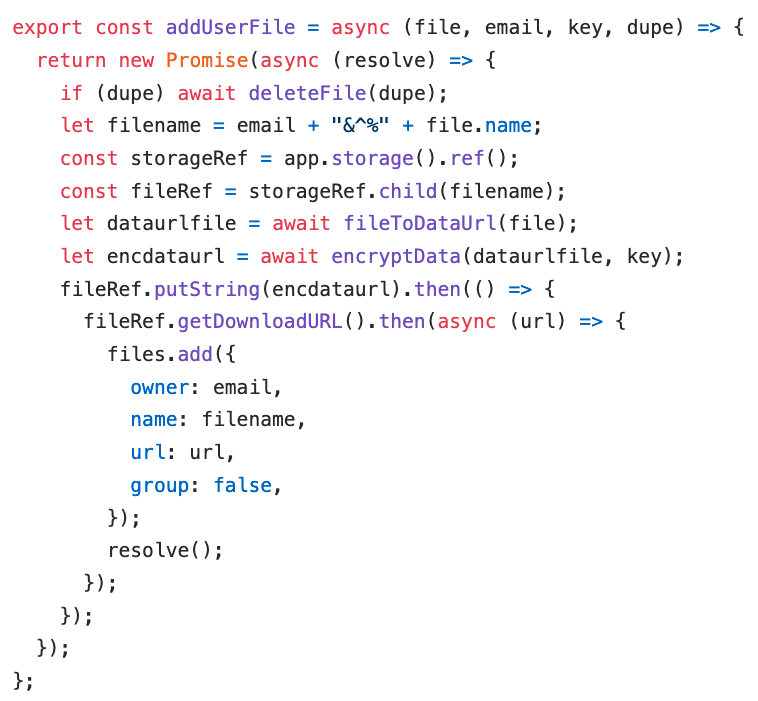 export const addUserFile = async (file, email, key, dupe) => {
  return new Promise(async (resolve) => {
    if (dupe) await deleteFile(dupe);
    let filename = email + "&^%" + file.name;
    const storageRef = app.storage().ref();
    const fileRef = storageRef.child(filename);
    let dataurlfile = await fileToDataUrl(file);
    let encdataurl = await encryptData(dataurlfile, key);
    fileRef.putString(encdataurl).then(() => {
      fileRef.getDownloadURL().then(async (url) => {
        files.add({
          owner: email,
          name: filename,
          url: url,
          group: false,
        });
        resolve();
      });
    });
  });
};